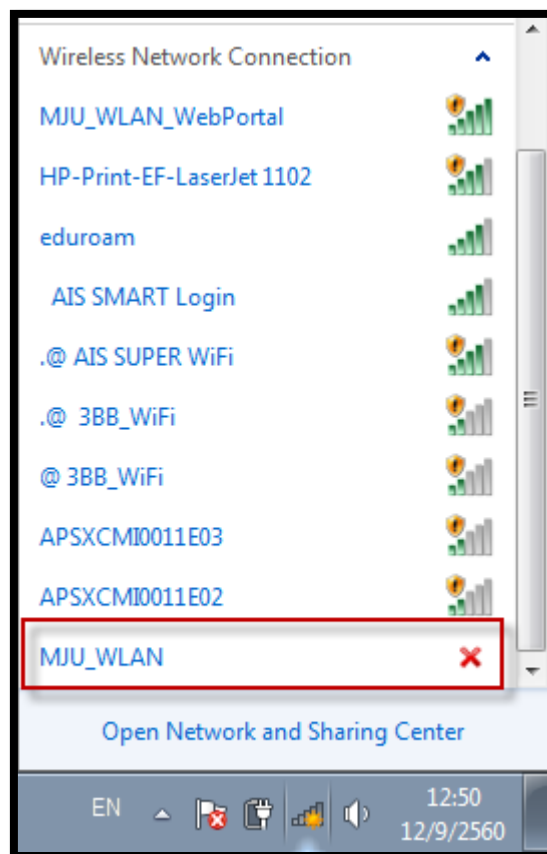 Wireless Network Connection
MJU_WLAN_WebPortal
HP-Print-EF-LaserJet 1102
eduroam
AIS SMART Login
.@ AIS SUPER WiFi
.@ 3BB_WiFi
@ 3BB_WiFi
APSXCMI0011E03
APSXCMI0011E02
MJU_WLAN
Open Network and Sharing Center
EN
12:50
12/9/2560